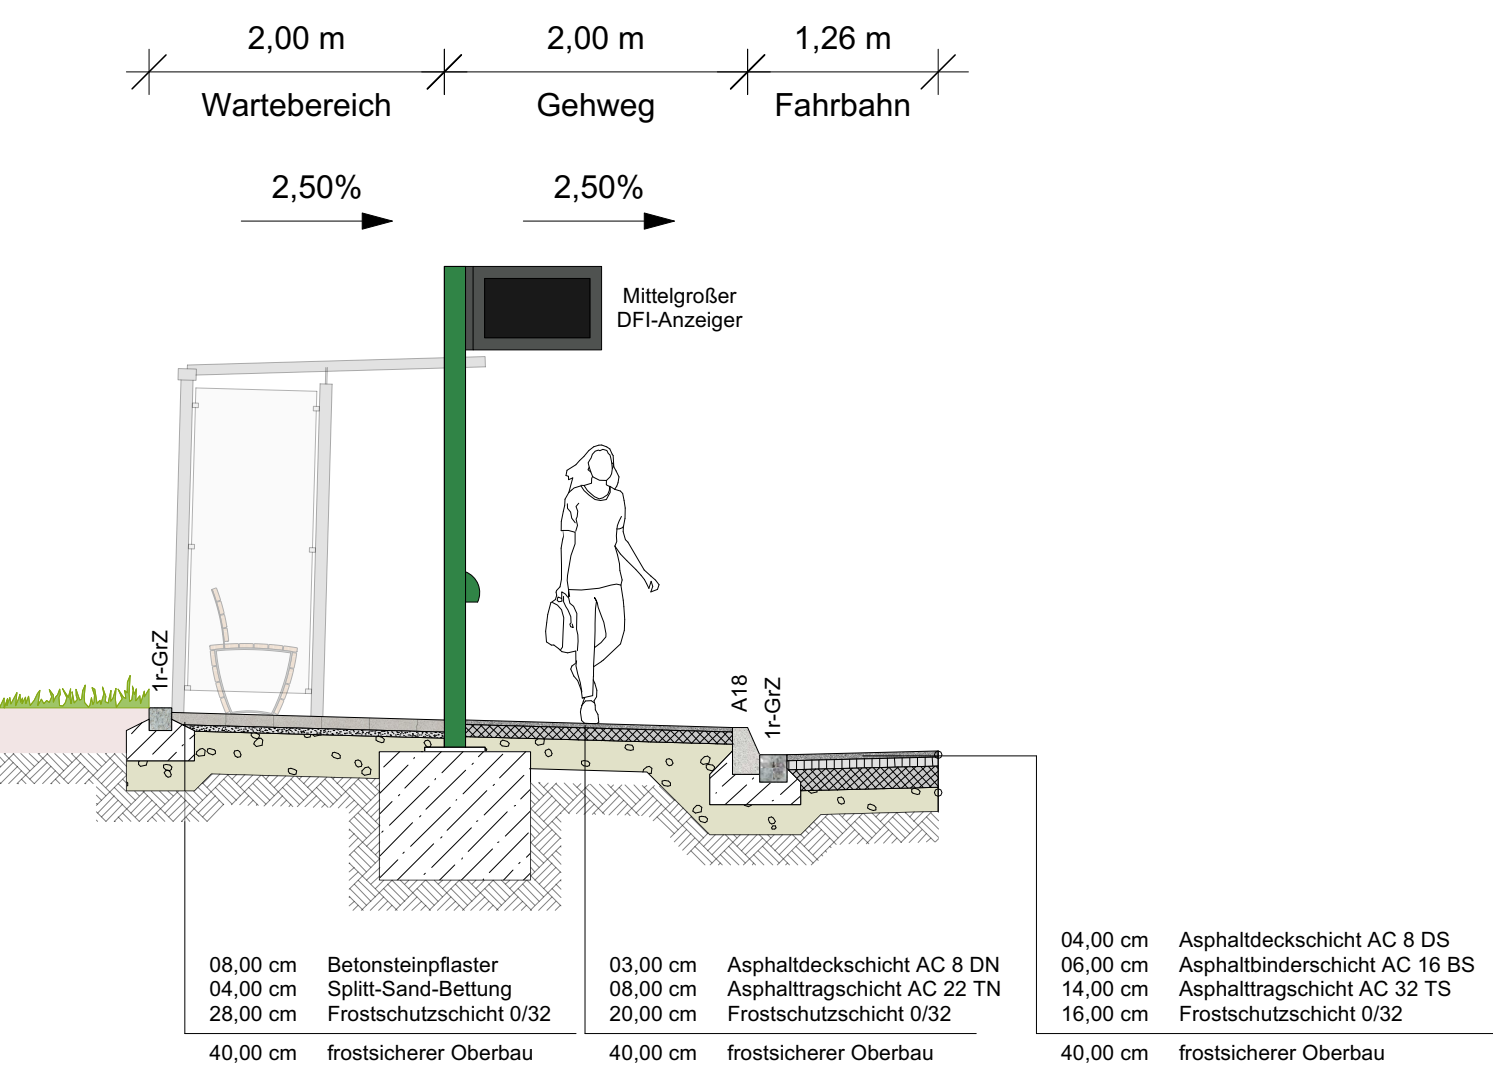 2,00 m 2,00 m 1,26 m
Wartebereich Gehweg Fahrbahn
2,50% 2,50%
Mittelgroßer
DFI-Anzeiger
1r-GrZ
A18
1r-GrZ
08,00 cm Betonsteinpflaster
04,00 cm Splitt-Sand-Bettung
28,00 cm Frostschutzschicht 0/32
40,00 cm frostsicherer Oberbau
03,00 cm Asphaltdeckschicht AC 8 DN
08,00 cm Asphalttragschicht AC 22 TN
20,00 cm Frostschutzschicht 0/32
40,00 cm frostsicherer Oberbau
04,00 cm Asphaltdeckschicht AC 8 DS
06,00 cm Asphaltbinderschicht AC 16 BS
14,00 cm Asphalttragschicht AC 32 TS
16,00 cm Frostschutzschicht 0/32
40,00 cm frostsicherer Oberbau